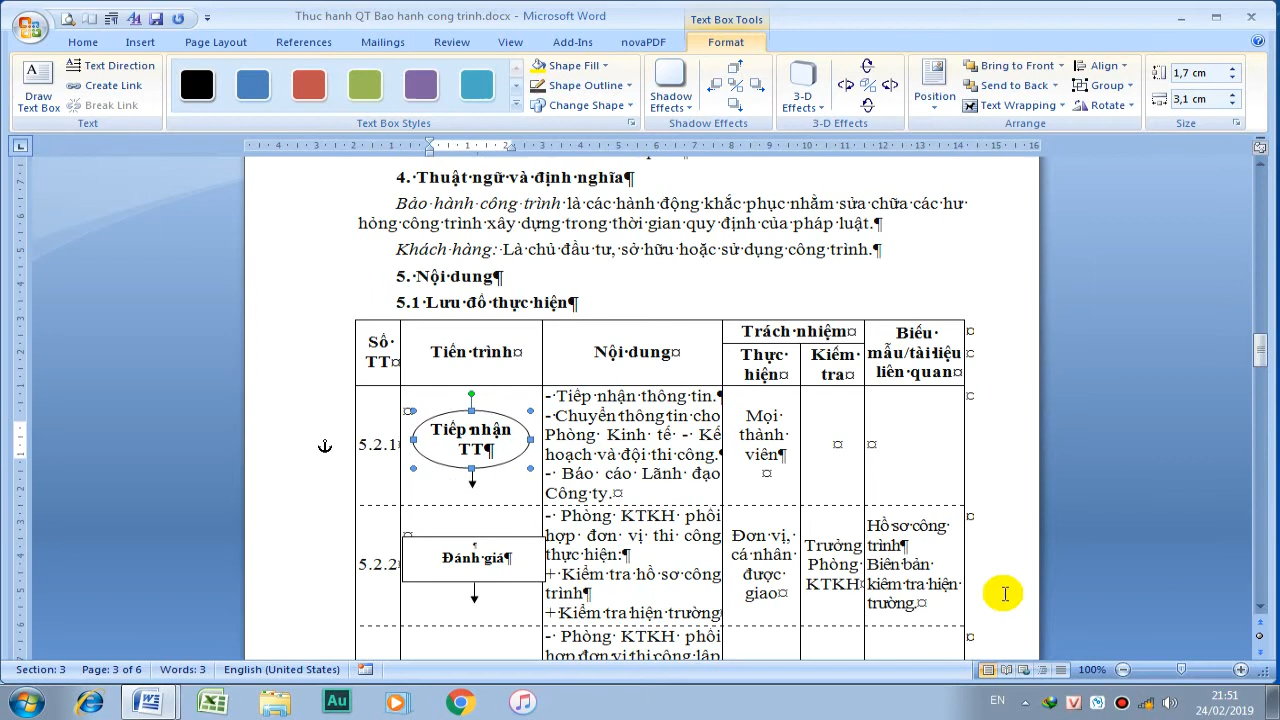 Thuc hanh QT Bao hanh cong trinh.docx - Microsoft Word
Text Box Tools
Home
Insert
Page Layout
References
Mailings
Review
View
Add-Ins
novaPDF
Format
Draw Text Box
Text Direction
Create Link
Break Link
Text
Text Box Styles
Shape Fill
Shape Outline
Change Shape
Shadow Effects
Shadow Effects
3-D Effects
3-D Effects
Position
Bring to Front
Send to Back
Text Wrapping
Align
Group
Rotate
Arrange
1,7 cm
3,1 cm
Size
4. Thuật ngữ và định nghĩa¶
Bảo hành công trình là các hành động khắc phục nhằm sửa chữa các hư
hỏng công trình xây dựng trong thời gian quy định của pháp luật.¶
Khách hàng: Là chủ đầu tư, sở hữu hoặc sử dụng công trình.¶
5. Nội dung¶
5.1 Lưu đồ thực hiện¶
Số TT
Tiến trình
Nội dung
Trách nhiệm
Thực hiện
Kiểm tra
Biểu mẫu/tài liệu liên quan
5.2.1
Tiếp nhận
TT¶
- Tiếp nhận thông tin.¶
- Chuyển thông tin cho
Phòng Kinh tế - Kế
hoạch và đội thi công.¶
- Báo cáo Lãnh đạo
Công ty.
Mọi
thành
viên¶
5.2.2
Đánh giá¶
- Phòng KTKH phối
hợp đơn vị thi công
thực hiện:¶
+ Kiểm tra hồ sơ công
trình¶
+ Kiểm tra hiện trường
Đơn vị,
cá nhân
được
giao
Trưởng
Phòng
KTKH
Hồ sơ công
trình¶
Biên bản
kiểm tra hiện
trường.
- Phòng KTKH phối
hợp đơn vị thi công lập
Section: 3
Page: 3 of 6
Words: 3
English (United States)
100%
EN
21:51
24/02/2019